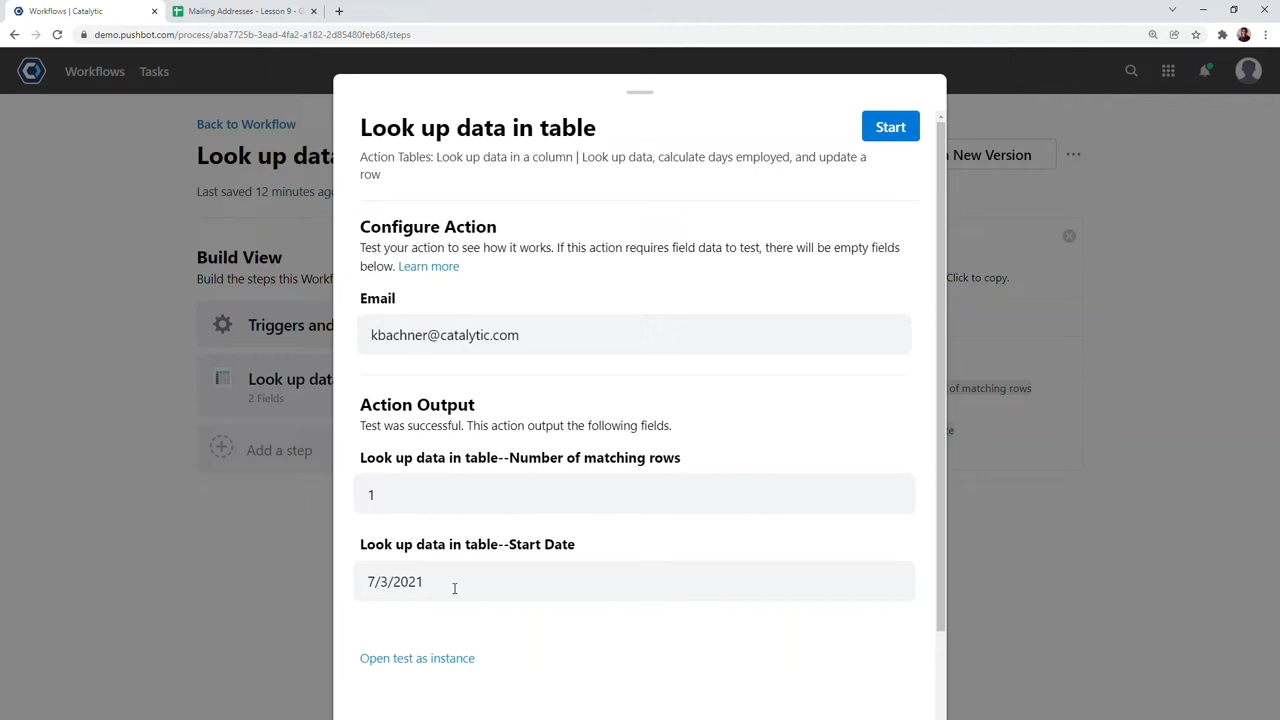 Workflows | Catalytic
Mailing Addresses - Lesson 9 - G
demo.pushbot.com/process/aba7725b-3ead-4fa2-a182-2d85480feb68/steps
Workflows
Tasks
Back to Workflow
Look up data
Last saved 12 minutes ago
New Version
Build View
Build the steps this Workf
Triggers and
Look up dat
2 Fields
Add a step
Click to copy.
of matching rows
Look up data in table
Start
Action Tables: Look up data in a column | Look up data, calculate days employed, and update a
row
Configure Action
Test your action to see how it works. If this action requires field data to test, there will be empty fields
below. Learn more
Email
kbachner@catalytic.com
Action Output
Test was successful. This action output the following fields.
Look up data in table--Number of matching rows
1
Look up data in table--Start Date
7/3/2021
Open test as instance